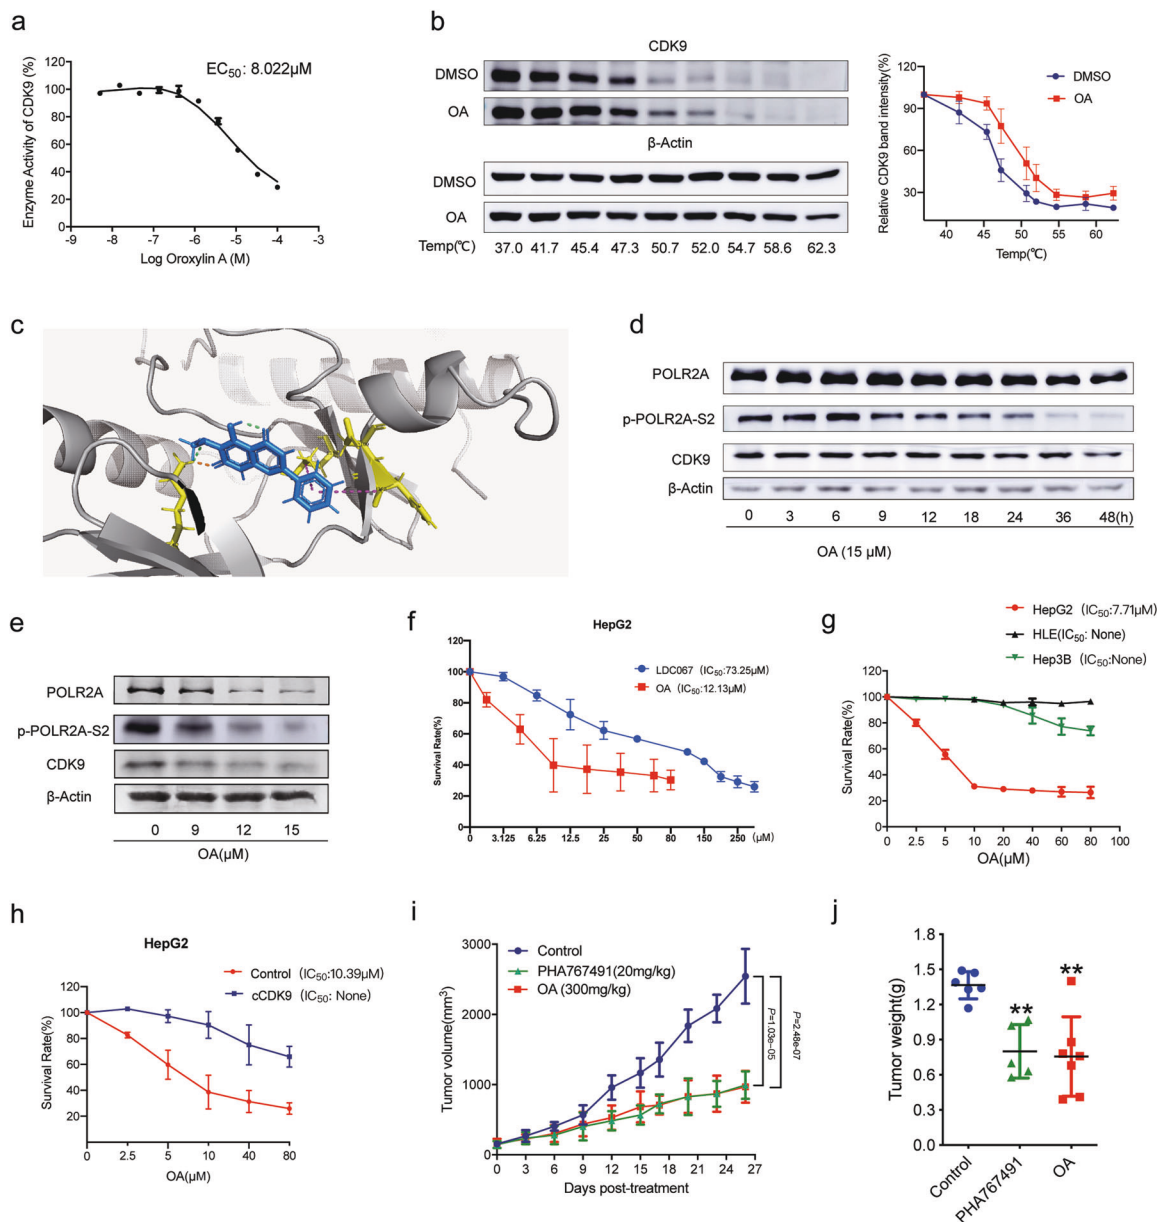 a
EC50: 8.022μM
Enzyme Activity of CDK9 (%)
120
100
80
60
40
20
0
-9 -8 -7 -6 -5 -4 -3
Log Oroxylin A (M)
b
CDK9
DMSO
OA
β-Actin
DMSO
OA
Temp(℃) 37.0 41.7 45.4 47.3 50.7 52.0 54.7 58.6 62.3
Relative CDK9 band intensity(%)
100
90
60
30
DMSO
OA
40 45 50 55 60
Temp(℃)
c
d
POLR2A
p-POLR2A-S2
CDK9
β-Actin
0 3 6 9 12 18 24 36 48(h)
OA (15 μM)
e
POLR2A
p-POLR2A-S2
CDK9
β-Actin
0 9 12 15
OA(μM)
f
HepG2
LDC067 (IC50:73.25μM)
OA (IC50:12.13μM)
Survival Rate(%)
120
100
80
60
40
20
0
0 3.125 6.25 12.5 25 50 80 150 250 (μM)
g
HepG2 (IC50:7.71μM)
HLE(IC50: None)
Hep3B (IC50:None)
Survival Rate(%)
120
100
80
60
40
20
0
0 2.5 5 10 20 40 60 80 100
OA(μM)
h
HepG2
Control (IC50:10.39μM)
cCDK9 (IC50: None)
Survival Rate(%)
120
100
80
60
40
20
0 2.5 5 10 40 80
OA(μM)
i
Control
PHA767491(20mg/kg)
OA (300mg/kg)
Tumor volume(mm3)
3000
2000
1000
0
0 3 6 9 12 15 18 21 24 27
Days post-treatment
P=1.03e-05
P=2.48e-07
j
Tumor weight(g)
1.8
1.5
1.2
0.9
0.6
0.3
0.0
**
**
Control
PHA767491
OA